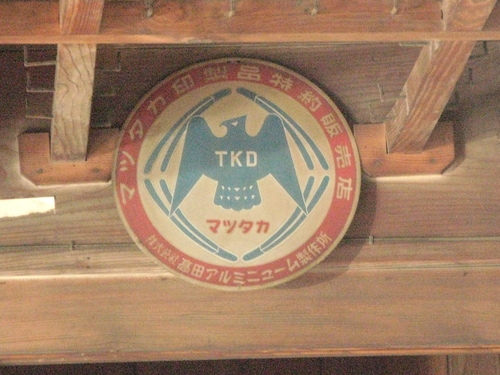 マツタカ印製品特約販売店
TKD
マツタカ
株式会社高田アルミニューム製作所